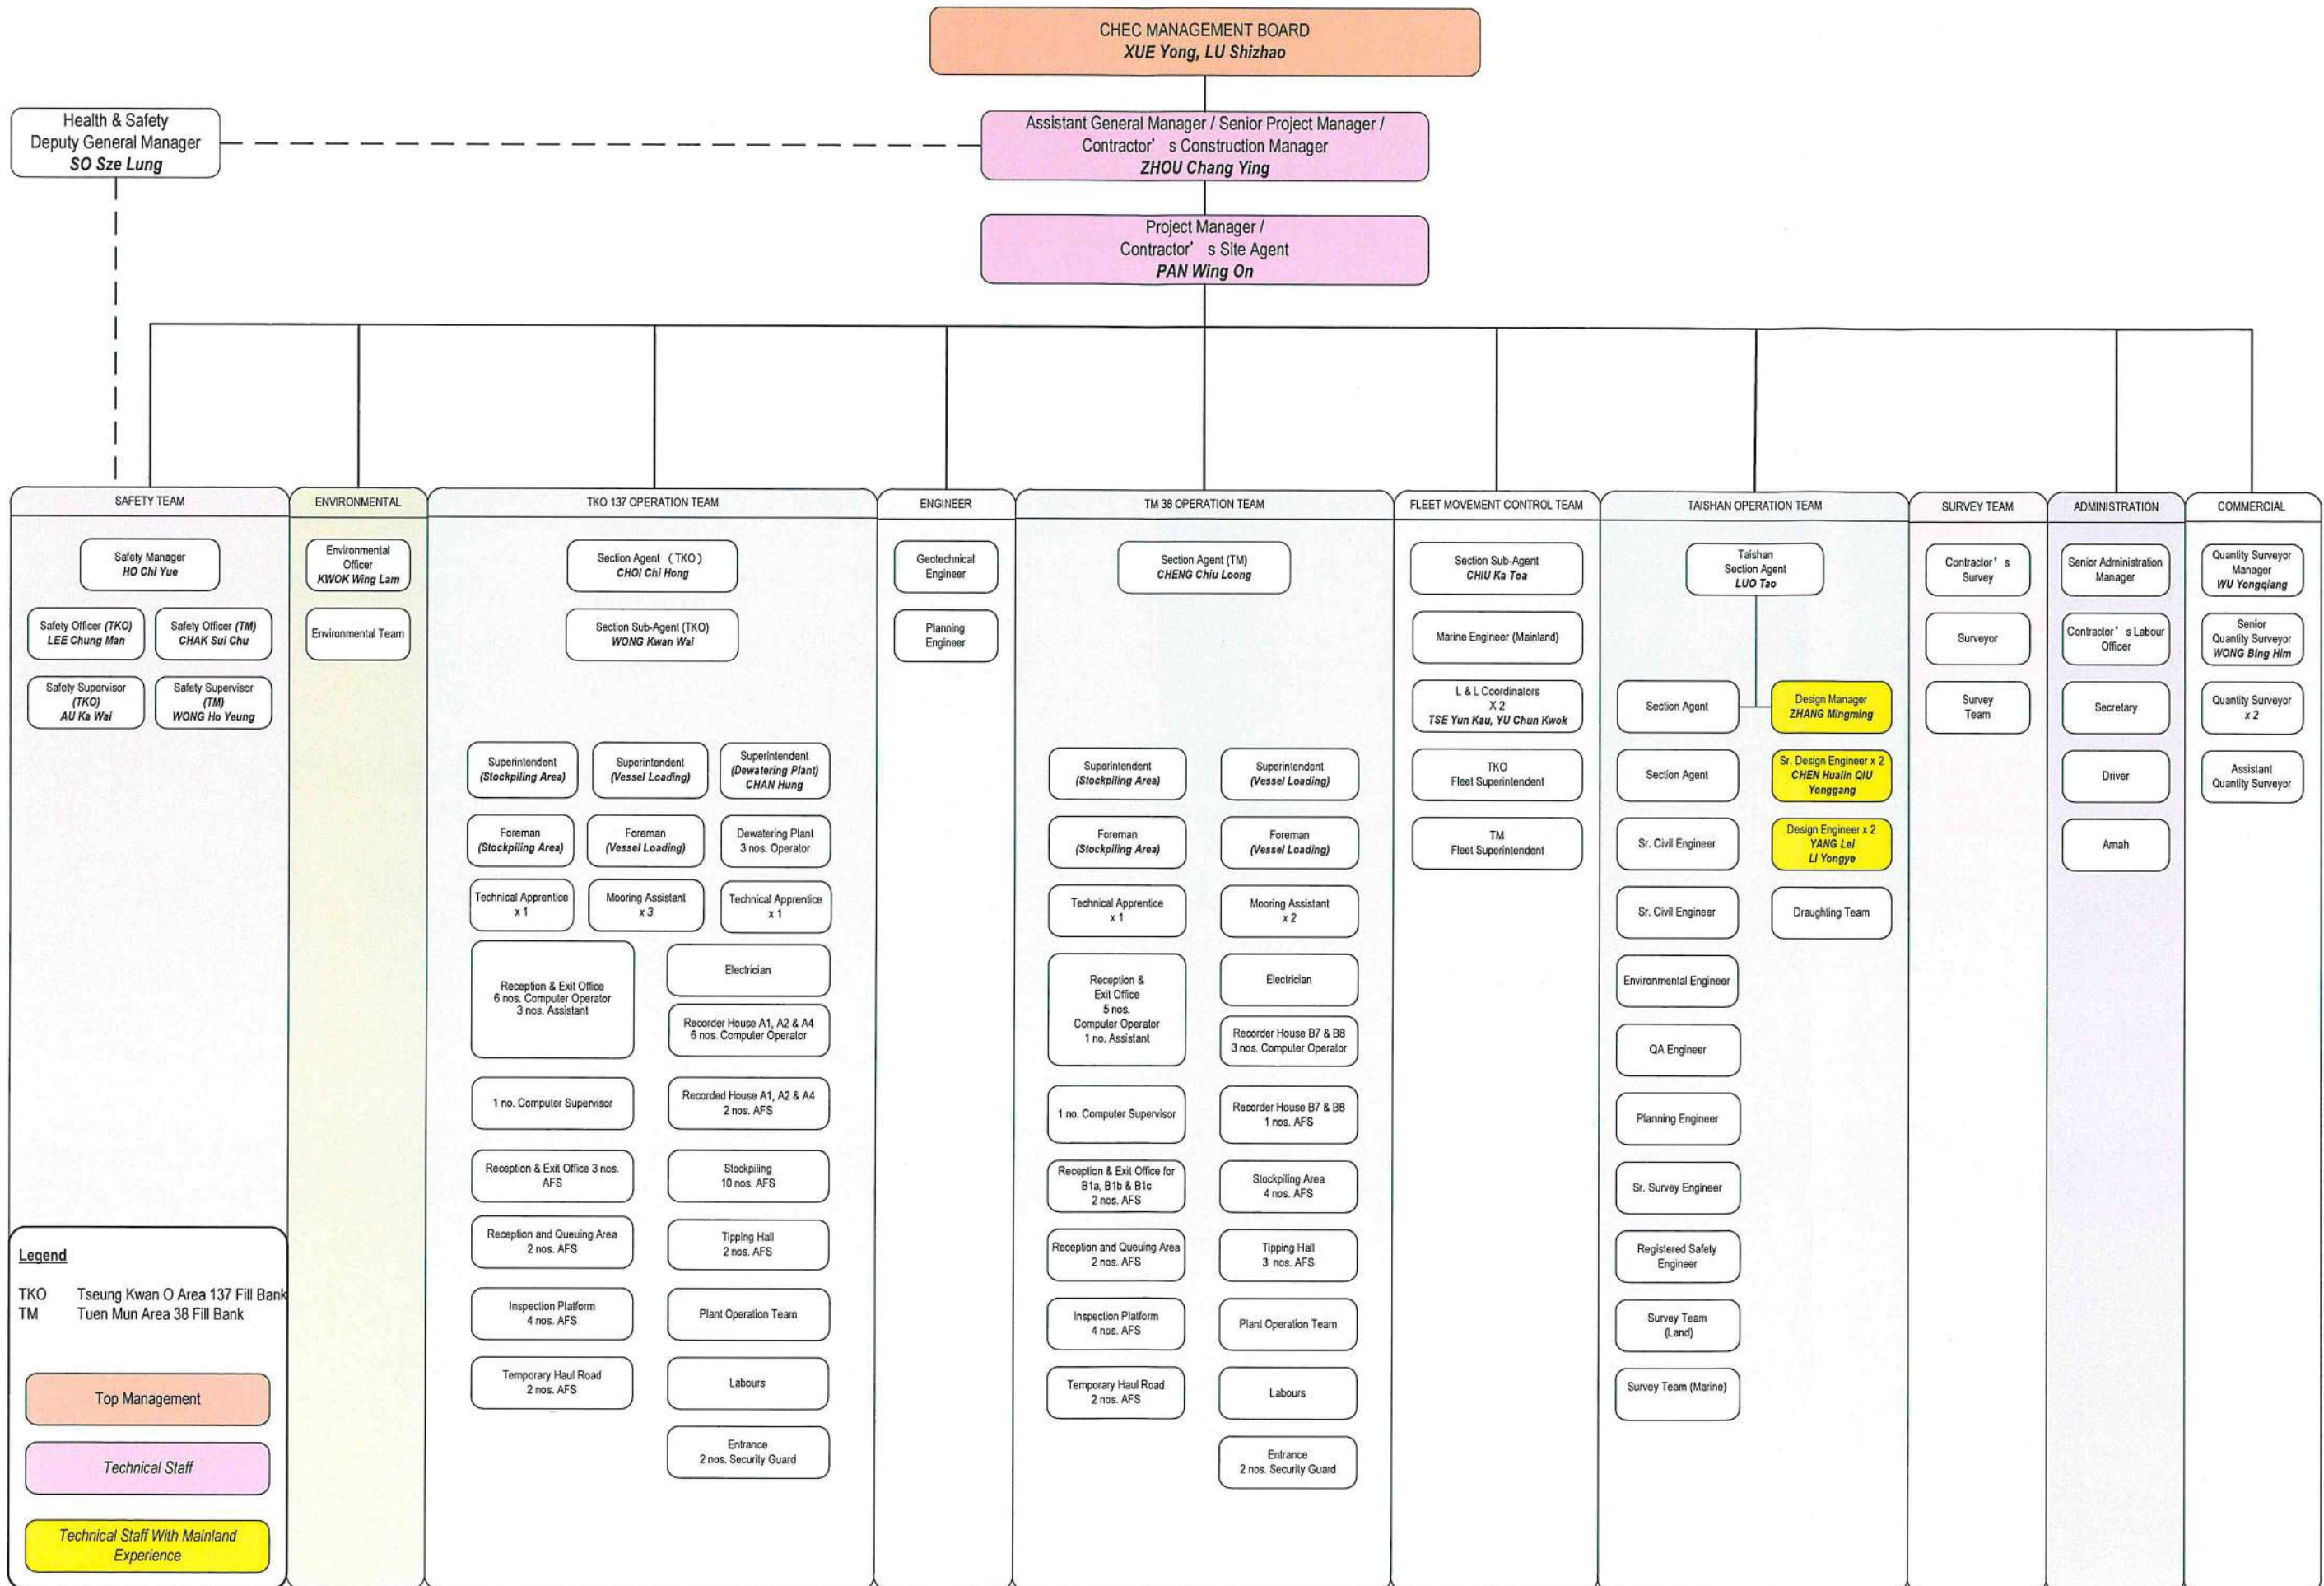 CHEC MANAGEMENT BOARD
XUE Yong, LU Shizhao
Health & Safety
Deputy General Manager
SO Sze Lung
Assistant General Manager / Senior Project Manager /
Contractor' s Construction Manager
ZHOU Chang Ying
Project Manager /
Contractor' s Site Agent
PAN Wing On
SAFETY TEAM
Safety Manager
HO Chi Yue
Safety Officer (TKO)
LEE Chung Man
Safety Officer (TM)
CHAK Sui Chu
Safety Supervisor
(TKO)
AU Ka Wai
Safety Supervisor
(TM)
WONG Ho Yeung
Legend
TKO Tseung Kwan O Area 137 Fill Bank
TM Tuen Mun Area 38 Fill Bank
Top Management
Technical Staff
Technical Staff With Mainland
Experience
ENVIRONMENTAL
Environmental
Officer
KWOK Wing Lam
Environmental Team
TKO 137 OPERATION TEAM
Section Agent （TKO）
CHOI Chi Hong
Section Sub-Agent (TKO)
WONG Kwan Wai
Superintendent
(Stockpiling Area)
Superintendent
(Vessel Loading)
Superintendent
(Dewatering Plant)
CHAN Hung
Foreman
(Stockpiling Area)
Foreman
(Vessel Loading)
Dewatering Plant
3 nos. Operator
Technical Apprentice
x 1
Mooring Assistant
x 3
Technical Apprentice
x 1
Reception & Exit Office
6 nos. Computer Operator
3 nos. Assistant
Electrician
Recorder House A1, A2 & A4
6 nos. Computer Operator
1 no. Computer Supervisor
Recorded House A1, A2 & A4
2 nos. AFS
Reception & Exit Office 3 nos.
AFS
Stockpiling
10 nos. AFS
Reception and Queuing Area
2 nos. AFS
Tipping Hall
2 nos. AFS
Inspection Platform
4 nos. AFS
Plant Operation Team
Temporary Haul Road
2 nos. AFS
Labours
Entrance
2 nos. Security Guard
ENGINEER
Geotechnical
Engineer
Planning
Engineer
TM 38 OPERATION TEAM
Section Agent (TM)
CHENG Chiu Loong
Superintendent
(Stockpiling Area)
Superintendent
(Vessel Loading)
Foreman
(Stockpiling Area)
Foreman
(Vessel Loading)
Technical Apprentice
x 1
Mooring Assistant
x 2
Reception &
Exit Office
5 nos.
Computer Operator
1 no. Assistant
Electrician
Recorder House B7 & B8
3 nos. Computer Operator
1 no. Computer Supervisor
Recorder House B7 & B8
1 nos. AFS
Reception & Exit Office for
B1a, B1b & B1c
2 nos. AFS
Stockpiling Area
4 nos. AFS
Reception and Queuing Area
2 nos. AFS
Tipping Hall
3 nos. AFS
Inspection Platform
4 nos. AFS
Plant Operation Team
Temporary Haul Road
2 nos. AFS
Labours
Entrance
2 nos. Security Guard
FLEET MOVEMENT CONTROL TEAM
Section Sub-Agent
CHIU Ka Toa
Marine Engineer (Mainland)
L & L Coordinators
X 2
TSE Yun Kau, YU Chun Kwok
TKO
Fleet Superintendent
TM
Fleet Superintendent
TAISHAN OPERATION TEAM
Taishan
Section Agent
LUO Tao
Section Agent
Design Manager
ZHANG Mingming
Section Agent
Sr. Design Engineer x 2
CHEN Hualin QIU
Yonggang
Sr. Civil Engineer
Design Engineer x 2
YANG Lei
LI Yongye
Sr. Civil Engineer
Draughting Team
Environmental Engineer
QA Engineer
Planning Engineer
Sr. Survey Engineer
Registered Safety
Engineer
Survey Team
(Land)
Survey Team (Marine)
SURVEY TEAM
Contractor' s
Survey
Surveyor
Survey
Team
ADMINISTRATION
Senior Administration
Manager
Contractor' s Labour
Officer
Secretary
Driver
Amah
COMMERCIAL
Quantity Surveyor
Manager
WU Yongqiang
Senior
Quantity Surveyor
WONG Bing Him
Quantity Surveyor
x 2
Assistant
Quantity Surveyor